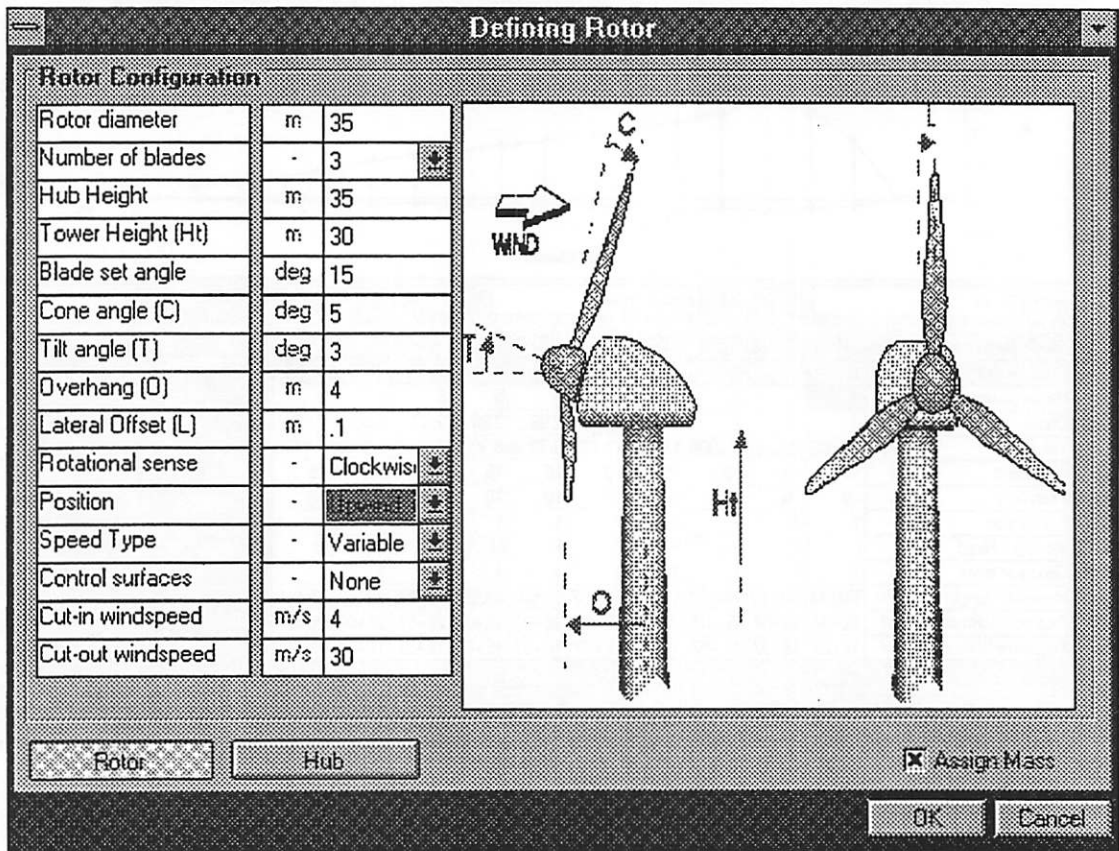 Defining Rotor
Rotor Configuration
Rotor diameter m 35
Number of blades - 3
Hub Height m 35
Tower Height (Ht) m 30
Blade set angle deg 15
Cone angle (C) deg 5
Tilt angle (T) deg 3
Overhang (O) m 4
Lateral Offset (L) m .1
Rotational sense - Clockwis
Position - Upwind
Speed Type - Variable
Control surfaces - None
Cut-in windspeed m/s 4
Cut-out windspeed m/s 30
C
L
WIND
T
Ht
O
Rotor Hub
Assign Mass
OK Cancel